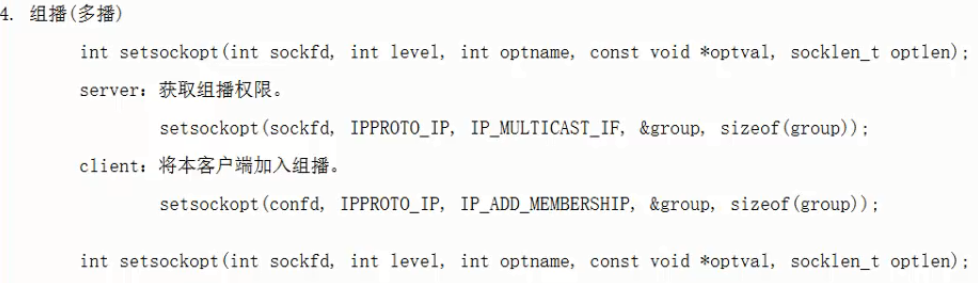 4. 组播(多播)
int setsockopt(int sockfd, int level, int optname, const void *optval, socklen_t optlen);
server：获取组播权限。
setsockopt(sockfd, IPPROTO_IP, IP_MULTICAST_IF, &group, sizeof(group));
client：将本客户端加入组播。
setsockopt(confd, IPPROTO_IP, IP_ADD_MEMBERSHIP, &group, sizeof(group));
int setsockopt(int sockfd, int level, int optname, const void *optval, socklen_t optlen);